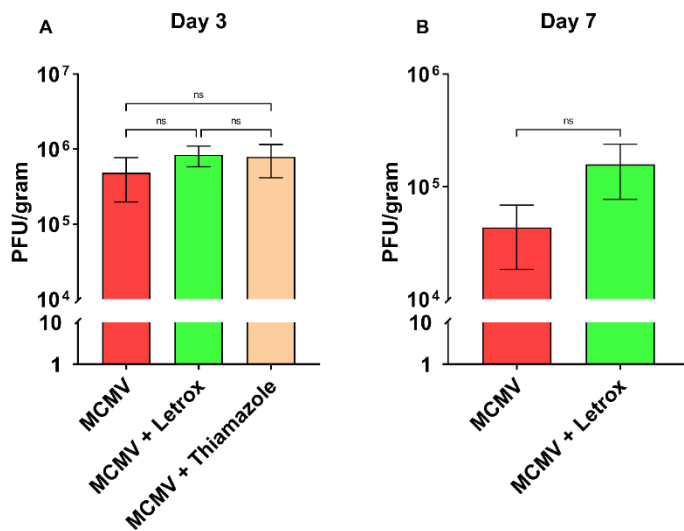 A
Day 3
PFU/gram
10⁷
10⁶
10⁵
10⁴
10
1
ns
ns
ns
MCMV
MCMV + Letrox
MCMV + Thiamazole
B
Day 7
PFU/gram
10⁶
10⁵
10⁴
10
1
ns
MCMV
MCMV + Letrox